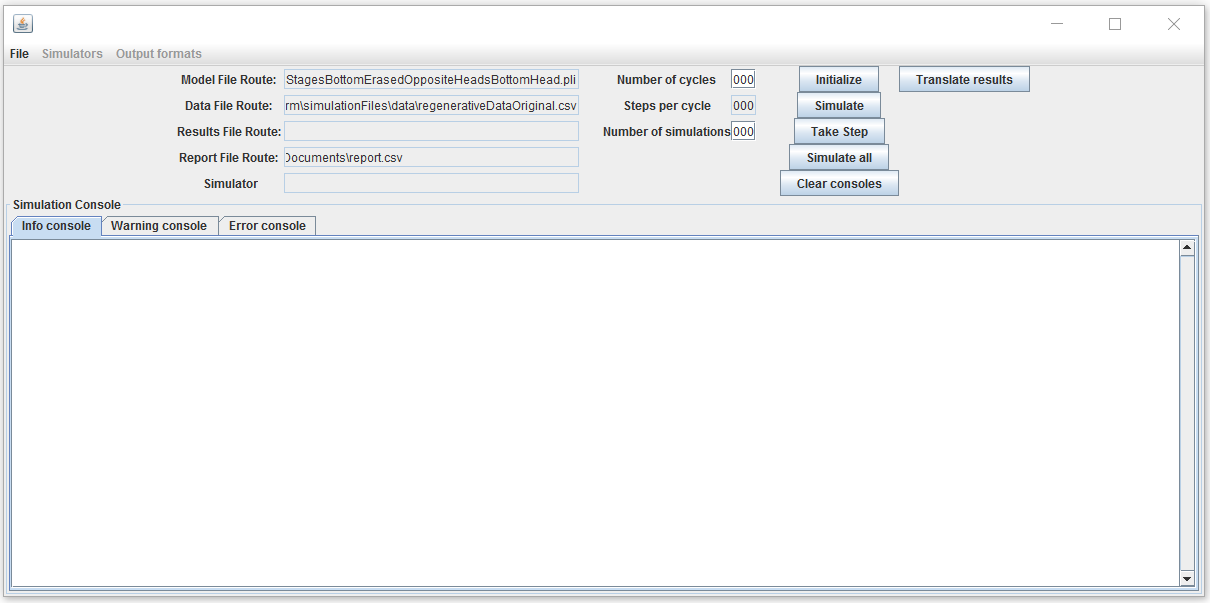 File Simulators Output formats
Model File Route: StagesBottomErasedOppositeHeadsBottomHead.pli Number of cycles 000 Initialize Translate results
Data File Route: rm\simulationFiles\data\regenerativeDataOriginal.csv Steps per cycle 000 Simulate
Results File Route: Number of simulations 000 Take Step
Report File Route: Documents\report.csv Simulate all
Simulator Clear consoles
Simulation Console
Info console Warning console Error console